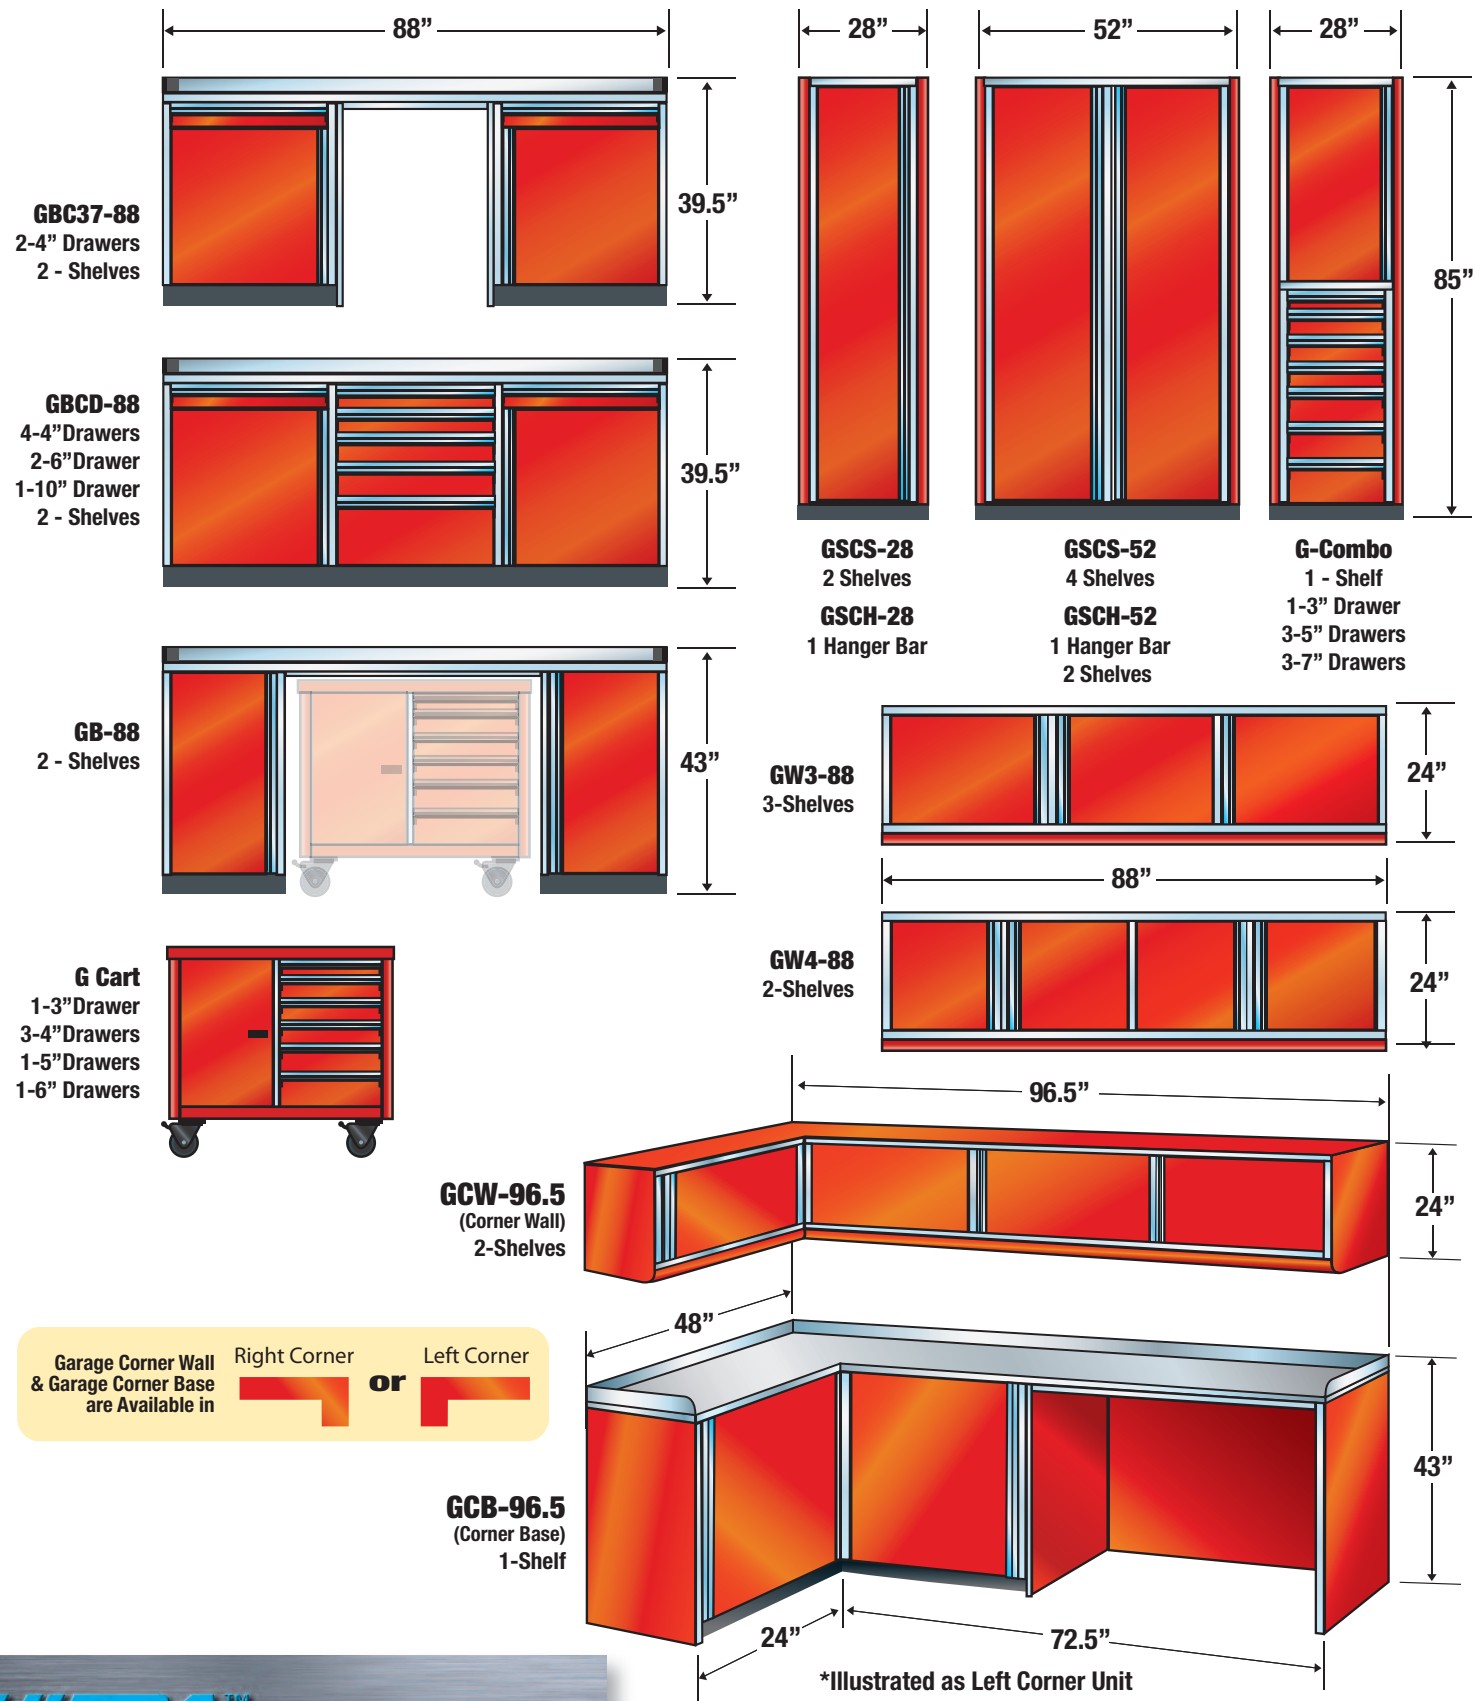 88”
28”
52”
28”
GBC37-88
2-4” Drawers
2 - Shelves
39.5”
85”
GBCD-88
4-4”Drawers
2-6”Drawer
1-10” Drawer
2 - Shelves
39.5”
GSCS-28
2 Shelves
GSCH-28
1 Hanger Bar
GSCS-52
4 Shelves
GSCH-52
1 Hanger Bar
2 Shelves
G-Combo
1 - Shelf
1-3” Drawer
3-5” Drawers
3-7” Drawers
GB-88
2 - Shelves
43”
GW3-88
3-Shelves
24”
88”
GW4-88
2-Shelves
24”
G Cart
1-3”Drawer
3-4”Drawers
1-5”Drawers
1-6” Drawers
96.5”
GCW-96.5
(Corner Wall)
2-Shelves
24”
48”
Garage Corner Wall
& Garage Corner Base
are Available in
Right Corner
or
Left Corner
GCB-96.5
(Corner Base)
1-Shelf
43”
24”
72.5”
*Illustrated as Left Corner Unit
TM